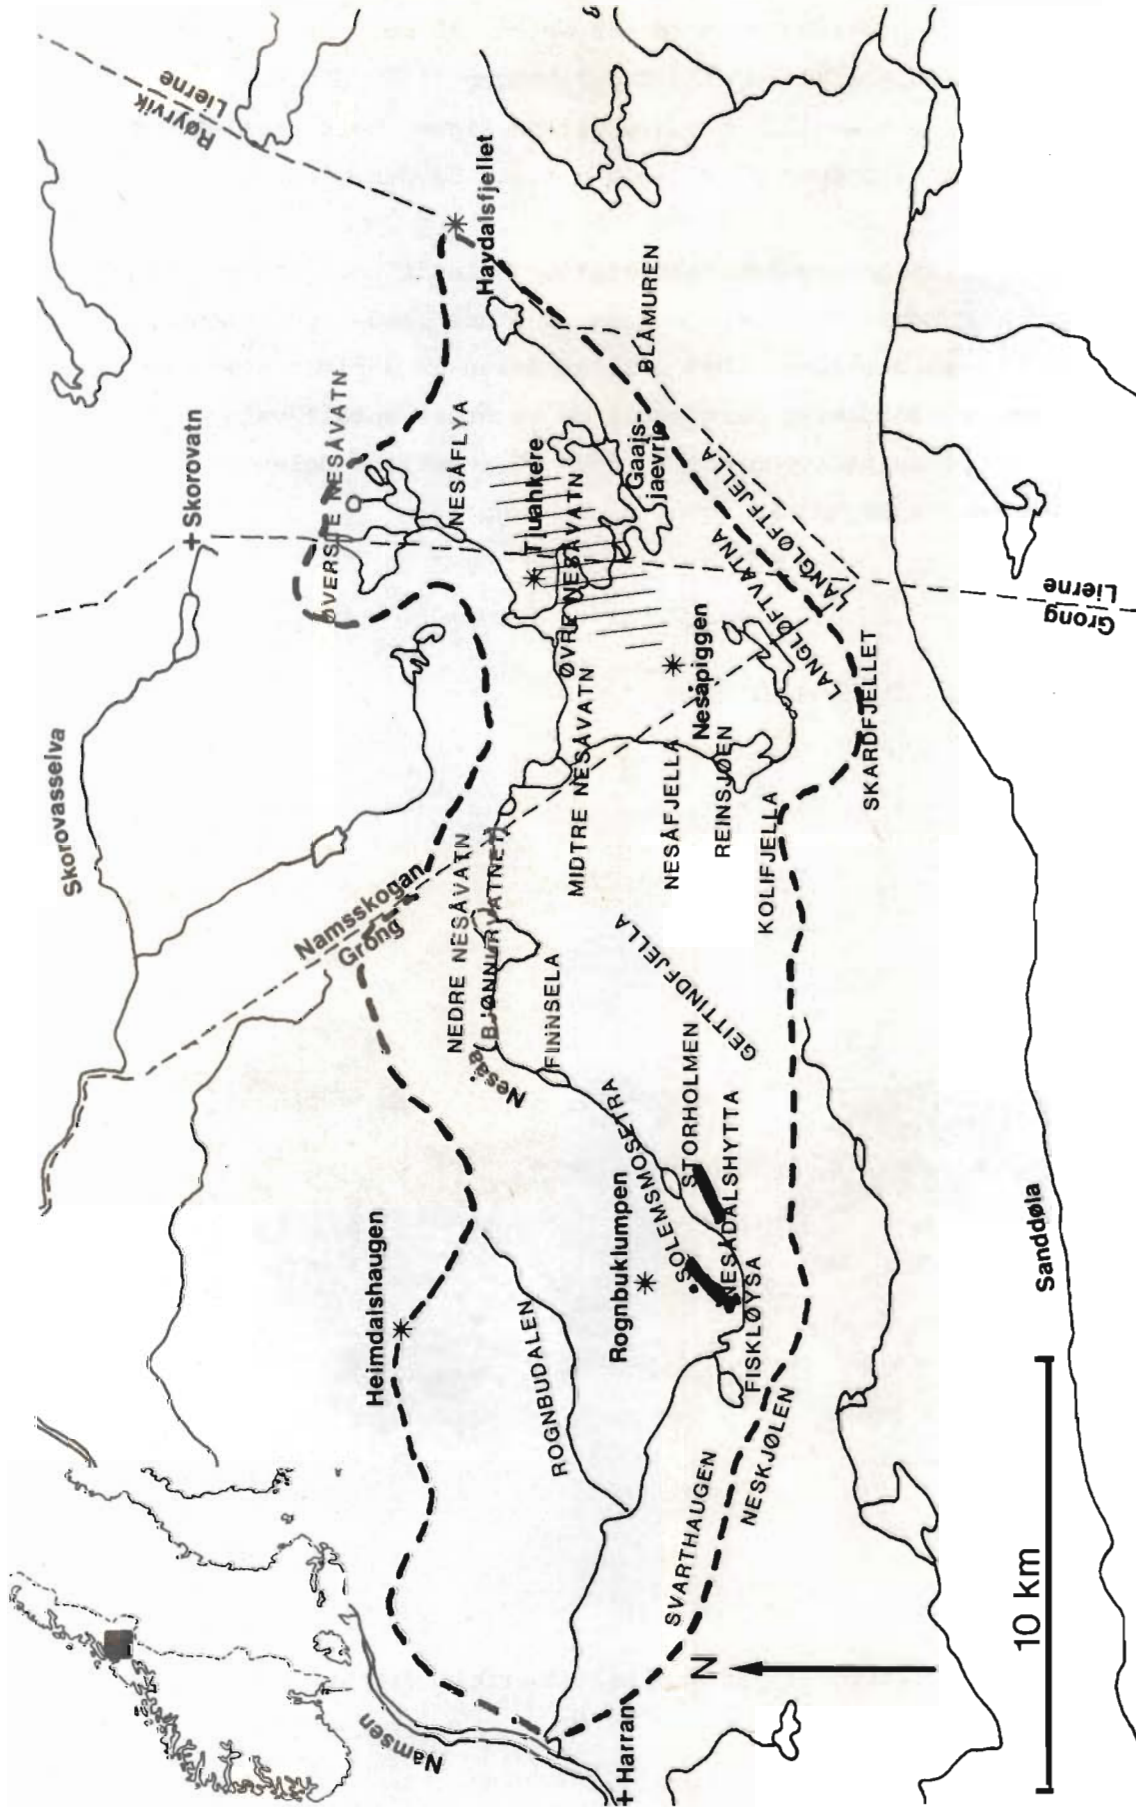 Røyrvik
Lierne
Skorovatn
Skorovasselva
Havdalsfjellet
ØVERSTE NESÅVATN
NESÅFLYA
BLÅMUREN
Tjuahkere
Gaajs-
jaevrie
ØVRE NESÅVATN
LANGLØFTFJELLA
LANGLØFTVATNA
Nesåpiggen
MIDTRE NESÅVATN
NESÅFJELLA
REINSJØEN
SKARDFJELLET
KOLIFJELLA
Grong
Lierne
Namsskogan
Grong
NEDRE NESÅVATN
(BJØNNURVATNET)
Nesåa
FINNSELA
GEITTINDFJELLA
Heimdalshaugen
Rognbuklumpen
SOLEMSMOSETRA
STORHOLMEN
NESÅDALSHYTTA
FISKLØYSA
ROGNBUDALEN
SVARTHAUGEN
NESKJØLEN
Namsen
Harran
Sanddøla
N
10 km